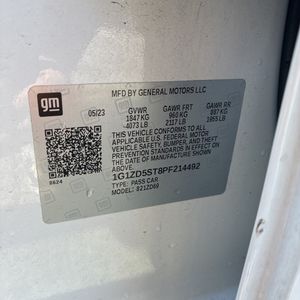 gm
MFD BY GENERAL MOTORS LLC
05/23 GVWR GAWR FRT GAWR RR
1847 KG 960 KG 887 KG
4073 LB 2117 LB 1955 LB
THIS VEHICLE CONFORMS TO ALL APPLICABLE
U.S. FEDERAL MOTOR
VEHICLE SAFETY, BUMPER, AND THEFT
PREVENTION STANDARDS IN EFFECT ON THE
DATE OF MANUFACTURE SHOWN ABOVE.
1G1ZD5ST8PF214492
8624
TYPE: PASS CAR
MODEL: